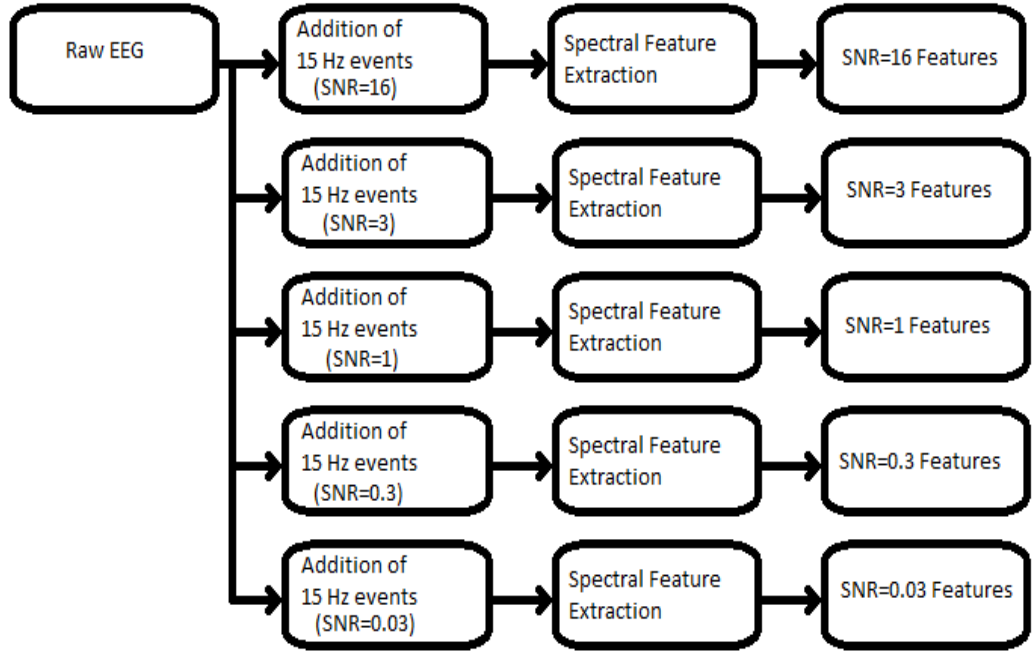 Raw EEG
Addition of
15 Hz events
(SNR=16)
Spectral Feature
Extraction
SNR=16 Features
Addition of
15 Hz events
(SNR=3)
Spectral Feature
Extraction
SNR=3 Features
Addition of
15 Hz events
(SNR=1)
Spectral Feature
Extraction
SNR=1 Features
Addition of
15 Hz events
(SNR=0.3)
Spectral Feature
Extraction
SNR=0.3 Features
Addition of
15 Hz events
(SNR=0.03)
Spectral Feature
Extraction
SNR=0.03 Features